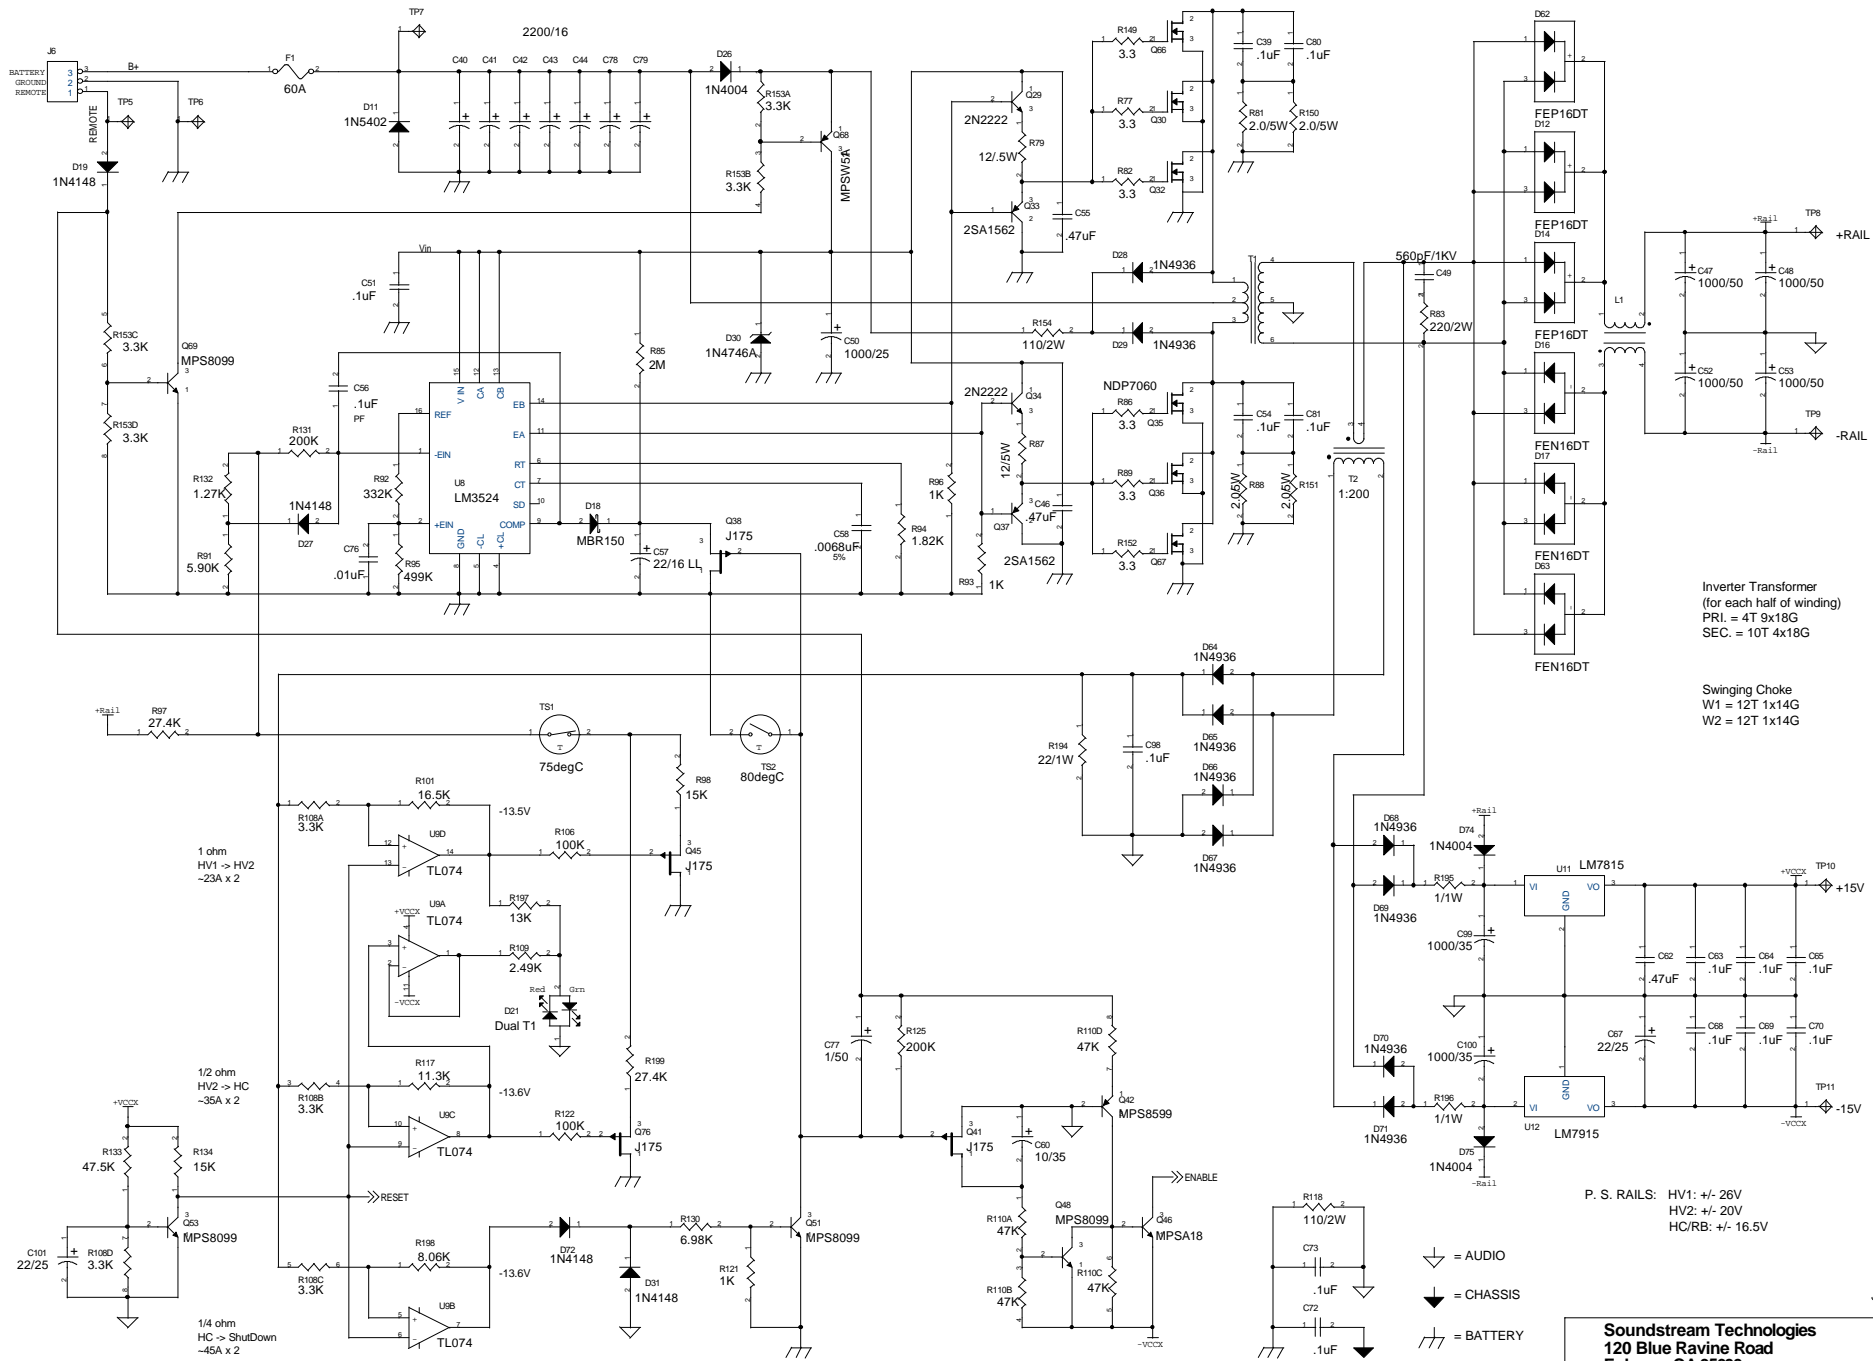 J6
BATTERY
GROUND
REMOTE
3
2
1
B+
F1
60A
TP7
2200/16
C40
C41
C42
C43
C44
C78
C79
D11
1N5402
TP5
TP6
REMOTE
D19
1N4148
D26
1N4004
R153A
3.3K
R153B
3.3K
Q68
MPSW51A
Q29
2N2222
R79
12/.5W
Q33
2SA1562
C55
.47uF
R149
3.3
Q66
R77
3.3
Q30
R82
3.3
Q32
C39
.1uF
C80
.1uF
R81
2.0/5W
R150
2.0/5W
D62
FEP16DT
D12
FEP16DT
D14
FEP16DT
D16
FEN16DT
D17
FEN16DT
D63
FEN16DT
L1
+Rail
TP8
+RAIL
C47
1000/50
C48
1000/50
C52
1000/50
C53
1000/50
TP9
-RAIL
-Rail
Vin
C51
.1uF
R153C
3.3K
Q69
MPS8099
R153D
3.3K
R85
2M
D30
1N4746A
C50
1000/25
D28
1N4936
R154
110/2W
D29
1N4936
560pF/1KV
C49
R83
220/2W
C56
.1uF
PF
R131
200K
R132
1.27K
1N4148
D27
R91
5.90K
R92
332K
C76
.01uF
R95
499K
U8
LM3524
V IN
CA
CB
REF
-EIN
+EIN
GND
-CL
+CL
EB
EA
RT
CT
SD
COMP
D18
MBR150
Q38
J175
C57
22/16 LL
C58
.0068uF
5%
R94
1.82K
R96
1K
R93
1K
2N2222
Q34
R87
12/5W
Q37
2SA1562
C46
.47uF
NDP7060
R86
3.3
Q35
R89
3.3
Q36
R152
3.3
Q67
C54
.1uF
C81
.1uF
R88
2.05W
R151
2.05W
T2
1:200
Inverter Transformer
(for each half of winding)
PRI. = 4T 9x18G
SEC. = 10T 4x18G
Swinging Choke
W1 = 12T 1x14G
W2 = 12T 1x14G
+Rail
R97
27.4K
TS1
75degC
TS2
80degC
R98
15K
R194
22/1W
C98
.1uF
D64
1N4936
D65
1N4936
D66
1N4936
D67
1N4936
R101
16.5K
-13.5V
R108A
3.3K
U9D
TL074
R106
100K
Q45
J175
1 ohm
HV1 -> HV2
~23A x 2
R197
13K
U9A
TL074
+VCCX
-VCCX
R109
2.49K
Red
Grn
D21
Dual T1
R199
27.4K
1/2 ohm
HV2 -> HC
~35A x 2
R117
11.3K
-13.6V
R108B
3.3K
U9C
TL074
R122
100K
Q76
J175
+VCCX
R133
47.5K
R134
15K
RESET
Q53
MPS8099
C101
22/25
R108D
3.3K
R198
8.06K
-13.6V
R108C
3.3K
U9B
TL074
1/4 ohm
HC -> ShutDown
~45A x 2
D72
1N4148
D31
1N4148
R130
6.98K
R121
1K
Q51
MPS8099
C77
1/50
R125
200K
R110D
47K
Q42
MPS8599
Q41
J175
C60
10/35
R110A
47K
R110B
47K
Q48
MPS8099
R110C
47K
Q46
MPSA18
ENABLE
-VCCX
D68
1N4936
D69
1N4936
D70
1N4936
D71
1N4936
R195
1/1W
R196
1/1W
+Rail
D74
1N4004
D75
1N4004
-Rail
C99
1000/35
C100
1000/35
U11
LM7815
VI
GND
VO
U12
LM7915
VI
GND
VO
+VCCX
TP10
+15V
C62
.47uF
C63
.1uF
C64
.1uF
C65
.1uF
C67
22/25
C68
.1uF
C69
.1uF
C70
.1uF
TP11
-15V
-VCCX
P. S. RAILS: HV1: +/- 26V
HV2: +/- 20V
HC/RB: +/- 16.5V
R118
110/2W
C73
.1uF
C72
.1uF
= AUDIO
= CHASSIS
= BATTERY
Soundstream Technologies
120 Blue Ravine Road